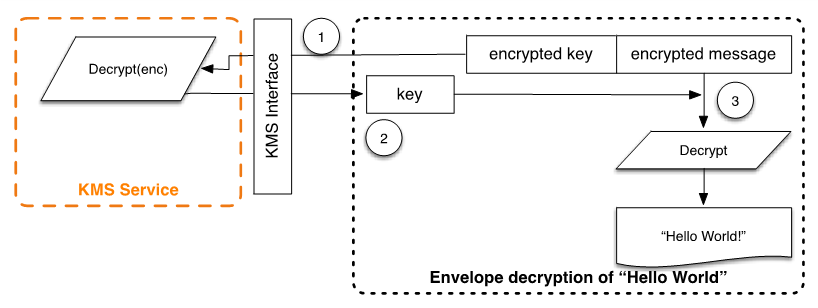 1
encrypted key
encrypted message
Decrypt(enc)
KMS Interface
key
3
2
Decrypt
KMS Service
“Hello World!”
Envelope decryption of “Hello World”